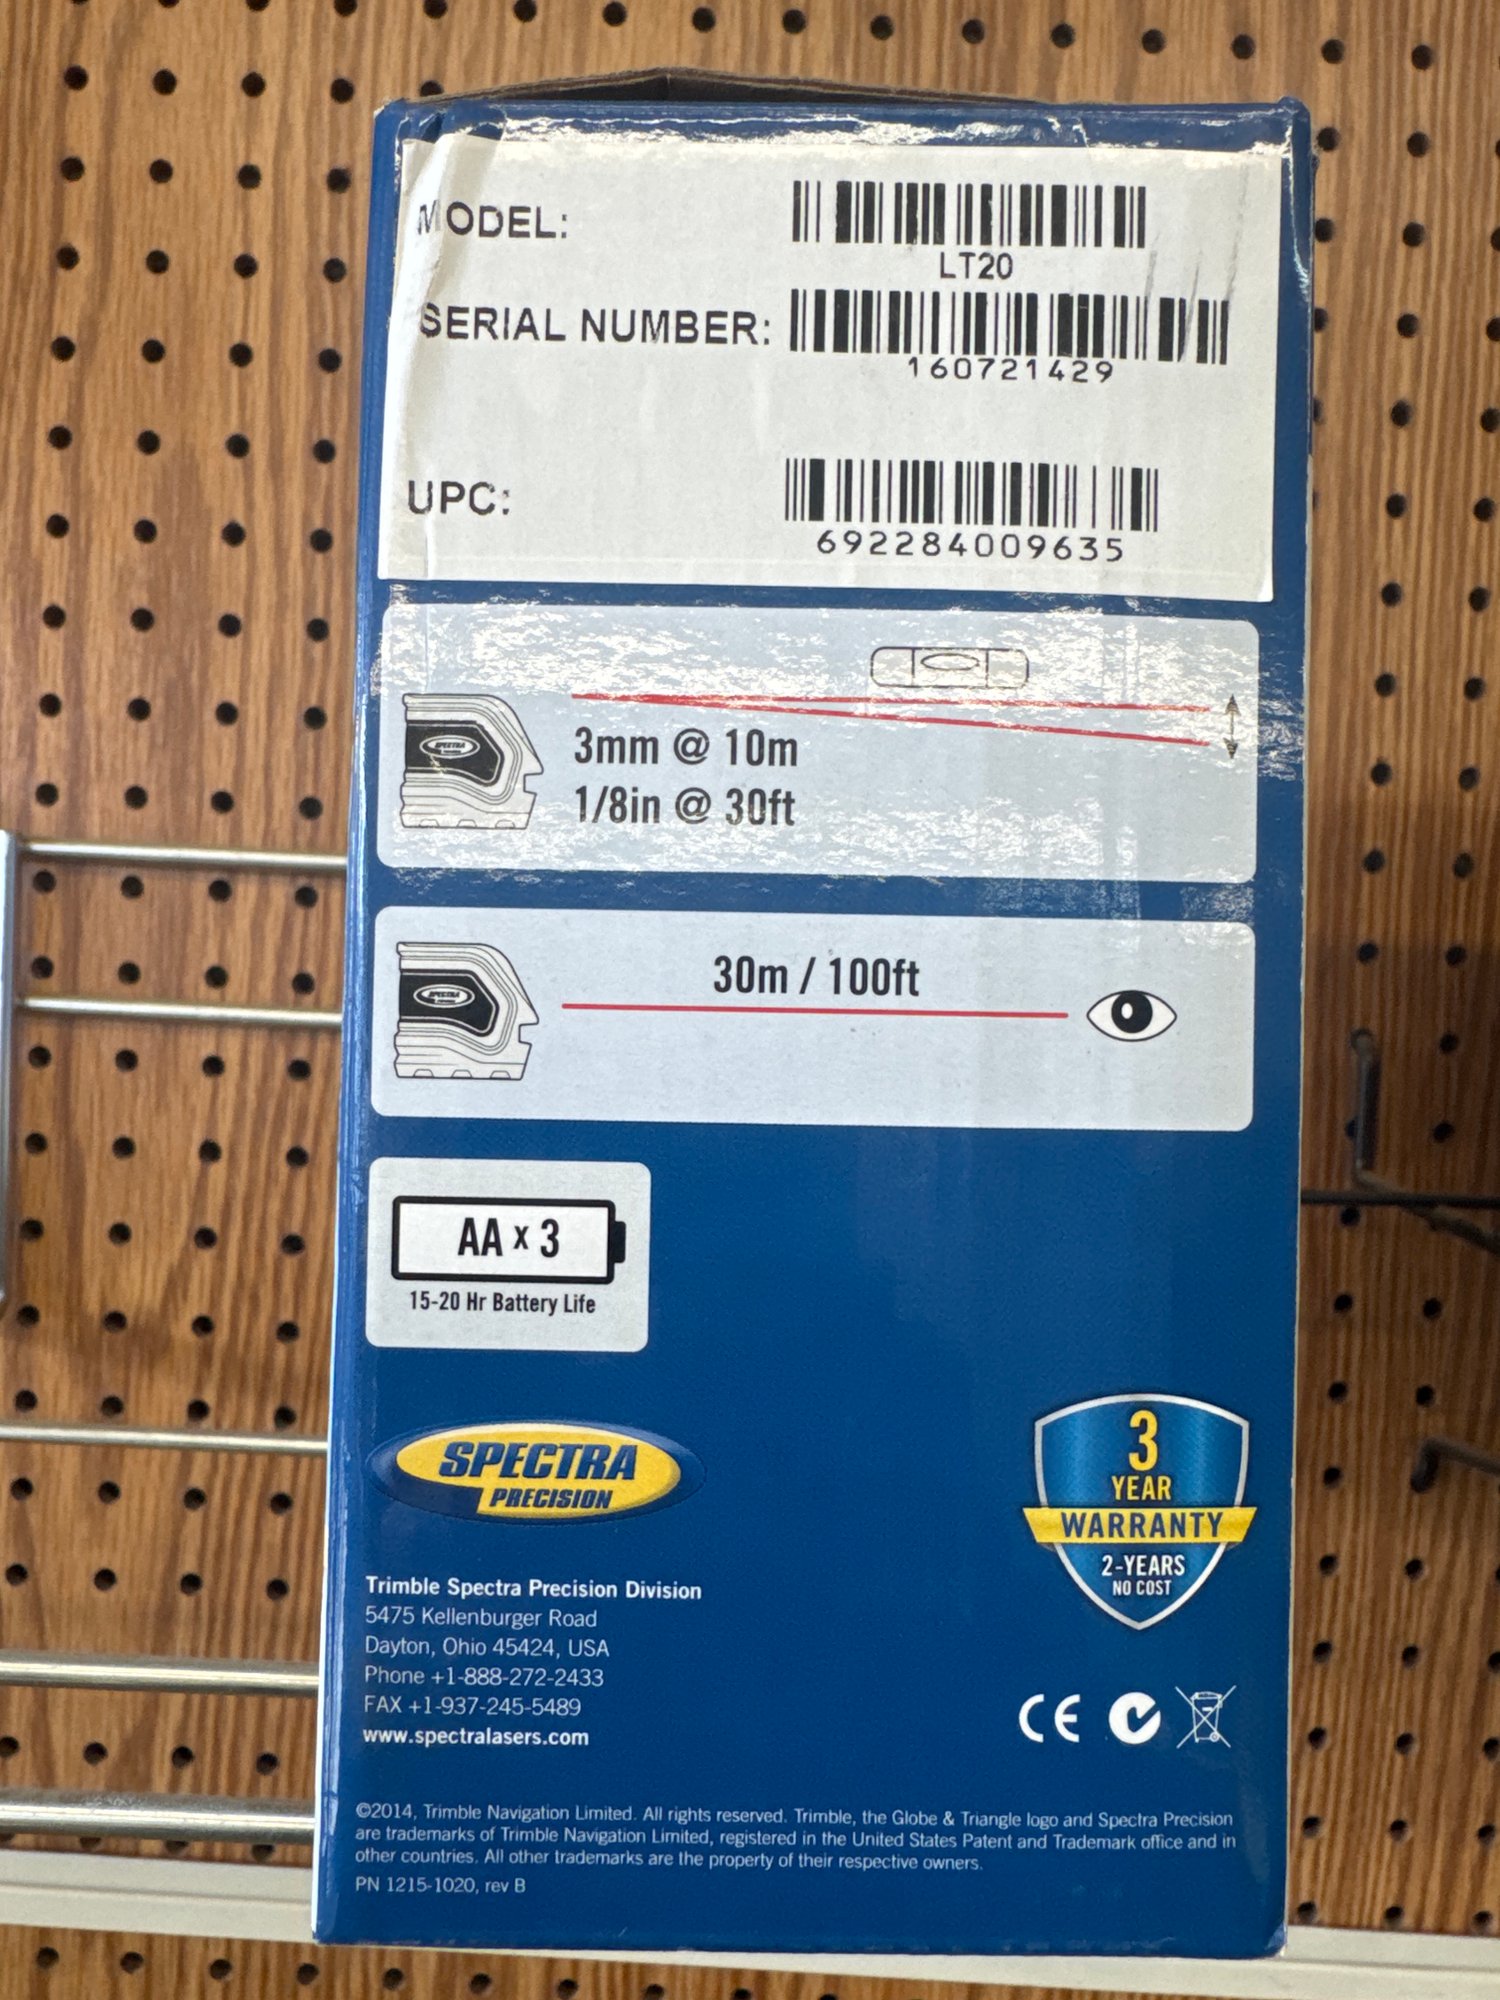 MODEL:
LT20
SERIAL NUMBER:
160721429
UPC:
692284009635
SPECTRA
3mm @ 10m
1/8in @ 30ft
SPECTRA
30m / 100ft
AA x 3
15-20 Hr Battery Life
SPECTRA
PRECISION
3
YEAR
WARRANTY
2-YEARS
NO COST
Trimble Spectra Precision Division
5475 Kellenburger Road
Dayton, Ohio 45424, USA
Phone +1-888-272-2433
FAX +1-937-245-5489
www.spectralasers.com
CE
©2014, Trimble Navigation Limited. All rights reserved. Trimble, the Globe & Triangle logo and Spectra Precision
are trademarks of Trimble Navigation Limited, registered in the United States Patent and Trademark office and in
other countries. All other trademarks are the property of their respective owners.
PN 1215-1020, rev B